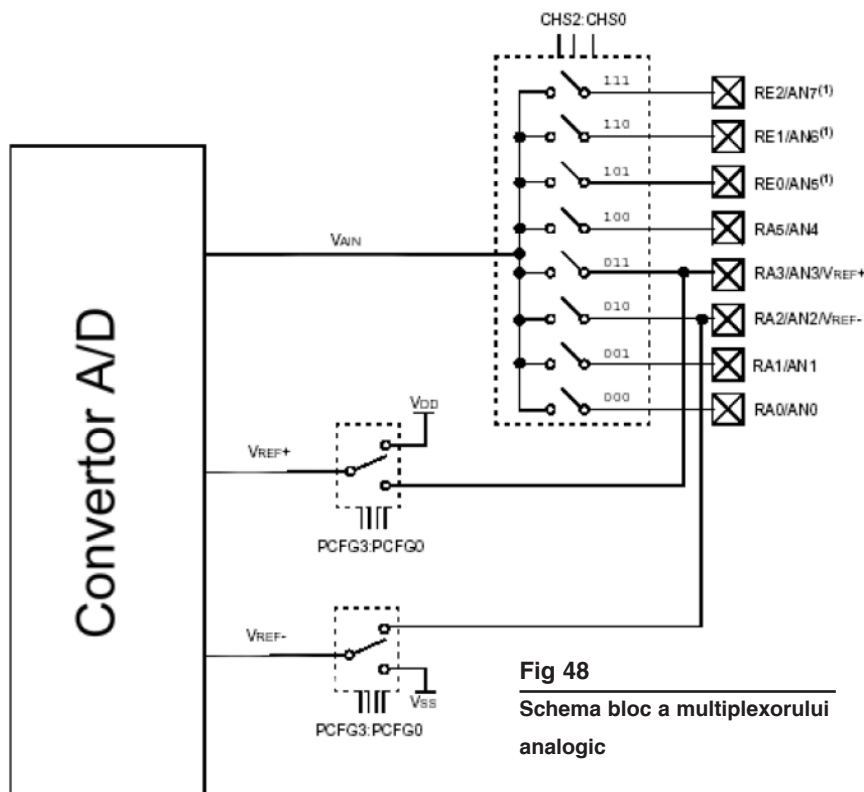 CHS2:CHS0
111
RE2/AN7(1)
110
RE1/AN6(1)
101
RE0/AN5(1)
100
RA5/AN4
VAIN
011
RA3/AN3/VREF+
010
RA2/AN2/VREF-
001
RA1/AN1
000
RA0/AN0
Convertor A/D
VDD
VREF+
PCFG3:PCFG0
VREF-
VSS
PCFG3:PCFG0
Fig 48
Schema bloc a multiplexorului
analogic